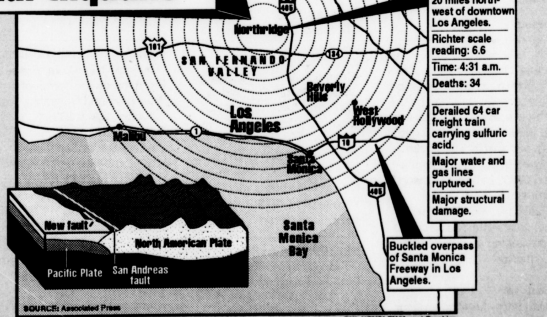 20 miles north-
west of downtown
Los Angeles.
Richter scale
reading: 6.6
Time: 4:31 a.m.
Deaths: 34
Derailed 64 car
freight train
carrying sulfuric
acid.
Major water and
gas lines
ruptured.
Major structural
damage.
405
Northridge
101
134
SAN FERNANDO
VALLEY
Beverly
Hills
West
Hollywood
Los
Angeles
Malibu
1
10
Santa
Monica
405
Santa
Monica
Bay
Buckled overpass
of Santa Monica
Freeway in Los
Angeles.
New fault
North American Plate
Pacific Plate
San Andreas
fault
SOURCE: Associated Press